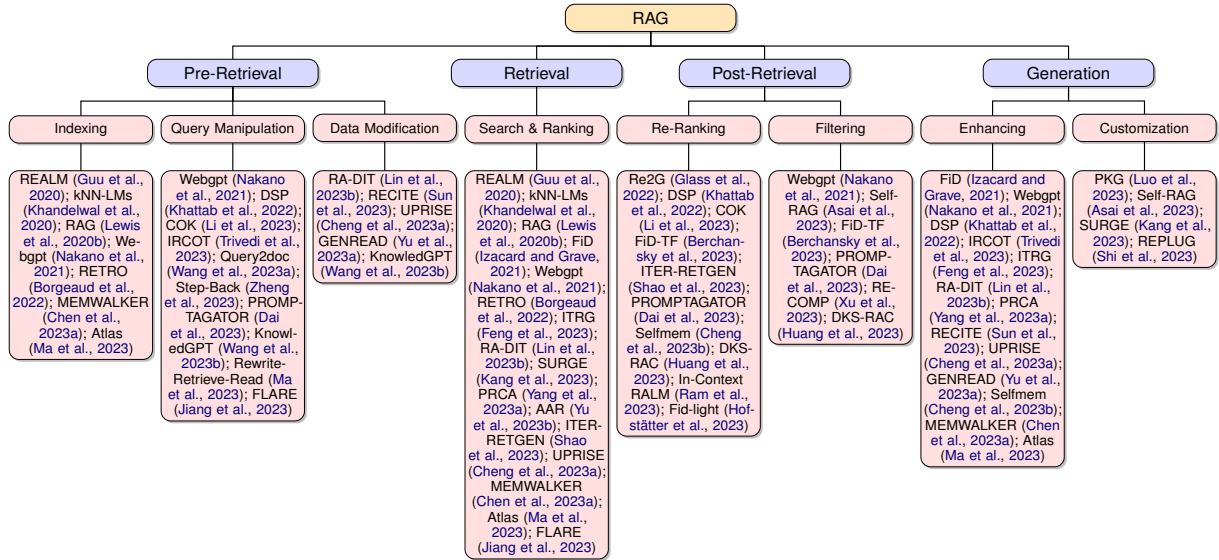 RAG
Pre-Retrieval
Retrieval
Post-Retrieval
Generation
Indexing
Query Manipulation
Data Modification
Search & Ranking
Re-Ranking
Filtering
Enhancing
Customization
REALM (Guu et al.,
2020); kNN-LMs
(Khandelwal et al.,
2020); RAG (Lewis
et al., 2020b); We-
bgpt (Nakano et al.,
2021); RETRO
(Borgeaud et al.,
2022); MEMWALKER
(Chen et al.,
2023a); Atlas
(Ma et al., 2023)
Webgpt (Nakano
et al., 2021); DSP
(Khattab et al., 2022);
COK (Li et al., 2023);
IRCOT (Trivedi et al.,
2023); Query2doc
(Wang et al., 2023a);
Step-Back
(Zheng et al.,
2023); PROMP-
TAGATOR (Dai
et al., 2023); Knowl-
edGPT (Wang et al.,
2023b); Rewrite-
Retrieve-Read (Ma
et al., 2023); FLARE
(Jiang et al., 2023)
RA-DIT (Lin et al.,
2023b); RECITE (Sun
et al., 2023); UPRISE
(Cheng et al., 2023a);
GENREAD (Yu et al.,
2023a); KnowledGPT
(Wang et al., 2023b)
REALM (Guu et al.,
2020); kNN-LMs
(Khandelwal et al.,
2020); RAG (Lewis
et al., 2020b); FiD
(Izacard and Grave,
2021); Webgpt
(Nakano et al., 2021);
RETRO (Borgeaud
et al., 2022); ITRG
(Feng et al., 2023);
RA-DIT (Lin et al.,
2023b); SURGE
(Kang et al., 2023);
PRCA (Yang et al.,
2023a); AAR (Yu
et al., 2023b); ITER-
RETGEN (Shao
et al., 2023); UPRISE
(Cheng et al., 2023a);
MEMWALKER
(Chen et al., 2023a);
Atlas (Ma et al.,
2023); FLARE
(Jiang et al., 2023)
Re2G (Glass et al.,
2022); DSP (Khattab
et al., 2022); COK
(Li et al., 2023);
FiD-TF (Berchan-
sky et al., 2023);
ITER-RETGEN
(Shao et al., 2023);
PROMPTAGATOR
(Dai et al., 2023);
Selfmem (Cheng et al.,
2023b); DKS-
RAC (Huang et al.,
2023); In-Context
RALM (Ram et al.,
2023); Fid-light (Hof-
stätter et al., 2023)
Webgpt (Nakano
et al., 2021); Self-
RAG (Asai et al.,
2023); FiD-TF
(Berchansky et al.,
2023); PROMP-
TAGATOR (Dai
et al., 2023); RE-
COMP (Xu et al.,
2023); DKS-RAC
(Huang et al., 2023)
FiD (Izacard and
Grave, 2021); Webgpt
(Nakano et al., 2021);
DSP (Khattab et al.,
2022); IRCOT (Trivedi
et al., 2023); ITRG
(Feng et al., 2023);
RA-DIT (Lin et al.,
2023b); PRCA
(Yang et al., 2023a);
RECITE (Sun et al.,
2023); UPRISE
(Cheng et al., 2023a);
GENREAD (Yu et al.,
2023a); Selfmem
(Cheng et al., 2023b);
MEMWALKER (Chen
et al., 2023a); Atlas
(Ma et al., 2023)
PKG (Luo et al.,
2023); Self-RAG
(Asai et al., 2023);
SURGE (Kang et al.,
2023); REPLUG
(Shi et al., 2023)